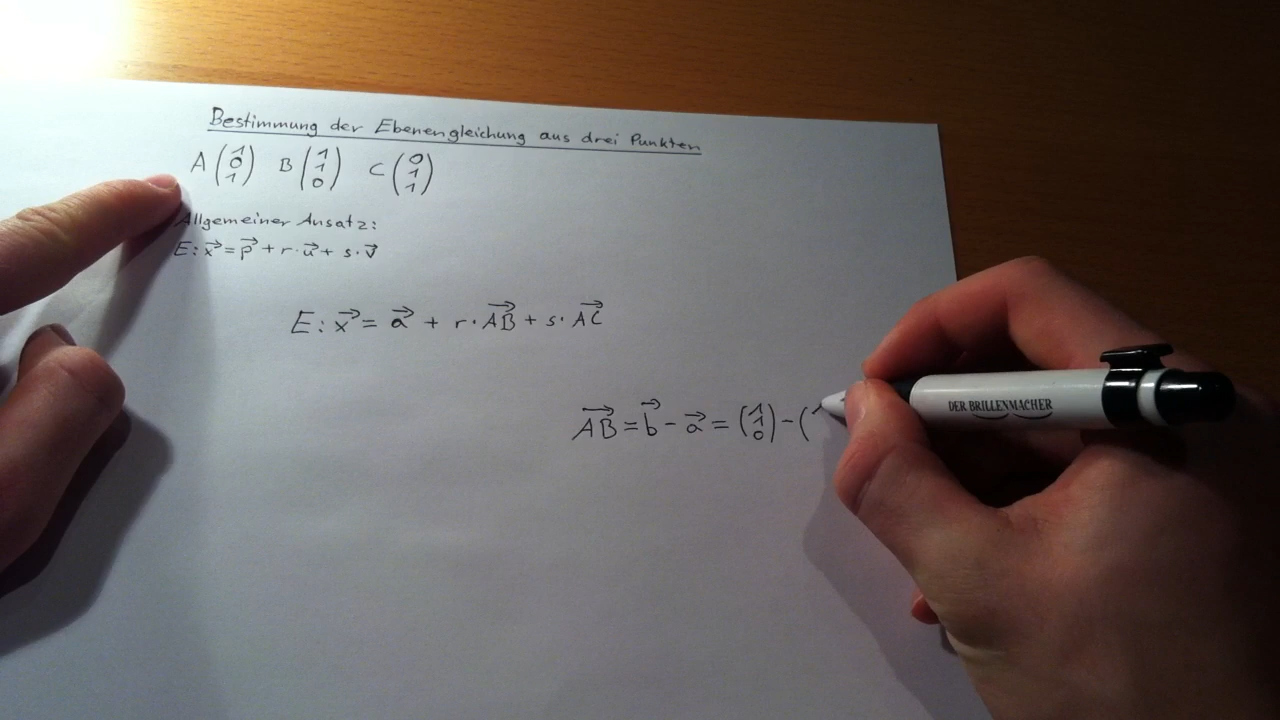 Bestimmung der Ebenengleichung aus drei Punkten
A (1 0 1) B (1 1 0) C (0 1 1)
Allgemeiner Ansatz:
E: x⃗ = p⃗ + r · u⃗ + s · v⃗
E: x⃗ = a⃗ + r · AB⃗ + s · AC⃗
AB⃗ = b⃗ - a⃗ = (1 1 0) - (1
DER BRILLENMACHER